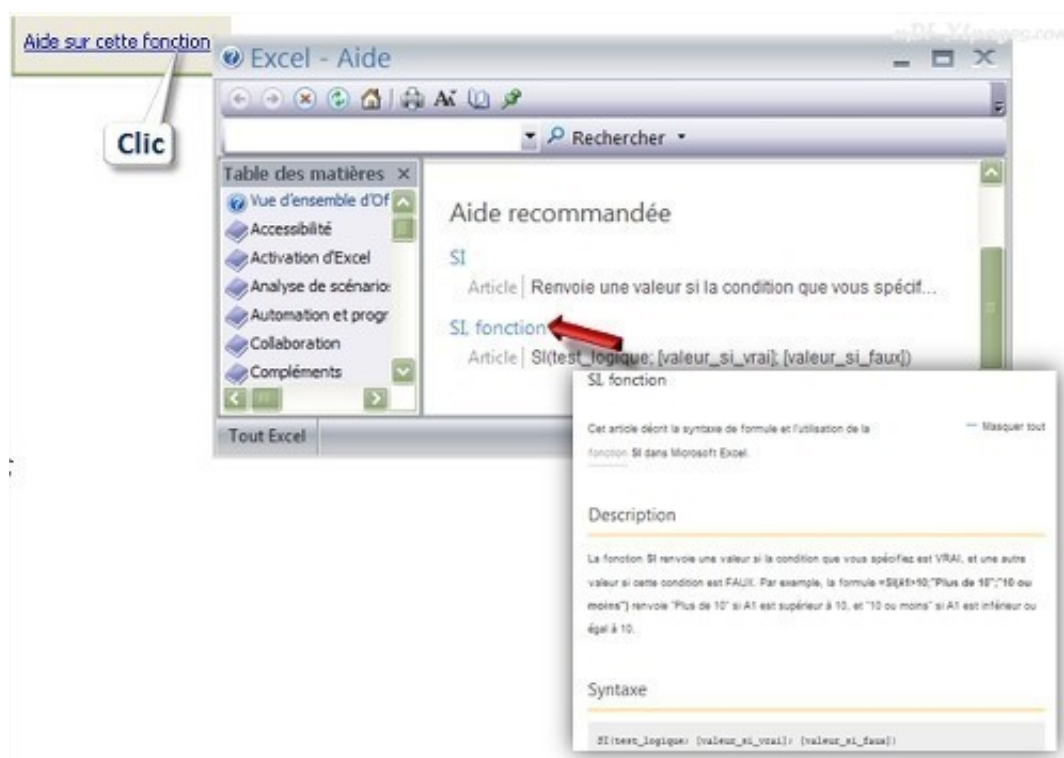 Aide sur cette fonction
Clic
Excel - Aide
Rechercher
Table des matières
Vue d'ensemble d'Of
Accessibilité
Activation d'Excel
Analyse de scénario
Automation et progr
Collaboration
Compléments
Tout Excel
Aide recommandée
SI
Article | Renvoie une valeur si la condition que vous spécif...
SI, fonction
Article | SI(test_logique; [valeur_si_vrai]; [valeur_si_faux])
SI, fonction
Masquer tout
Cet article décrit la syntaxe de formule et l'utilisation de la
fonction SI dans Microsoft Excel.
Description
La fonction SI renvoie une valeur si la condition que vous spécifiez est VRAI, et une autre
valeur si cette condition est FAUX. Par exemple, la formule =SI(A1>10;"Plus de 10";"10 ou
moins") renvoie "Plus de 10" si A1 est supérieur à 10, et "10 ou moins" si A1 est inférieur ou
égal à 10.
Syntaxe
SI(test_logique; [valeur_si_vrai]; [valeur_si_faux])